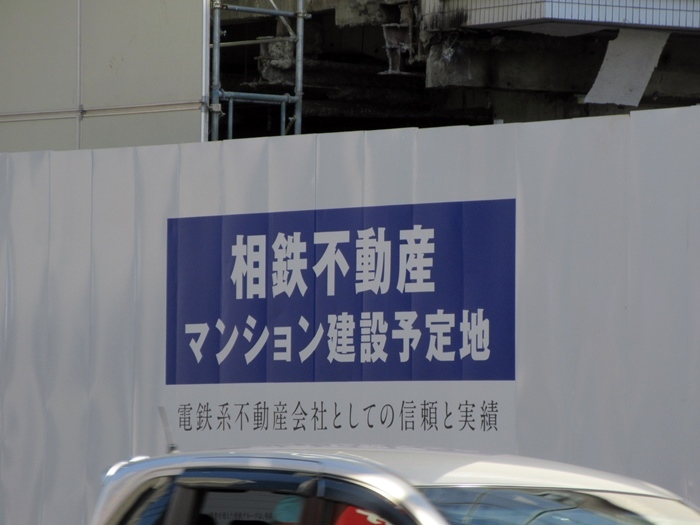 相鉄不動産
マンション建設予定地
電鉄系不動産会社としての信頼と実績